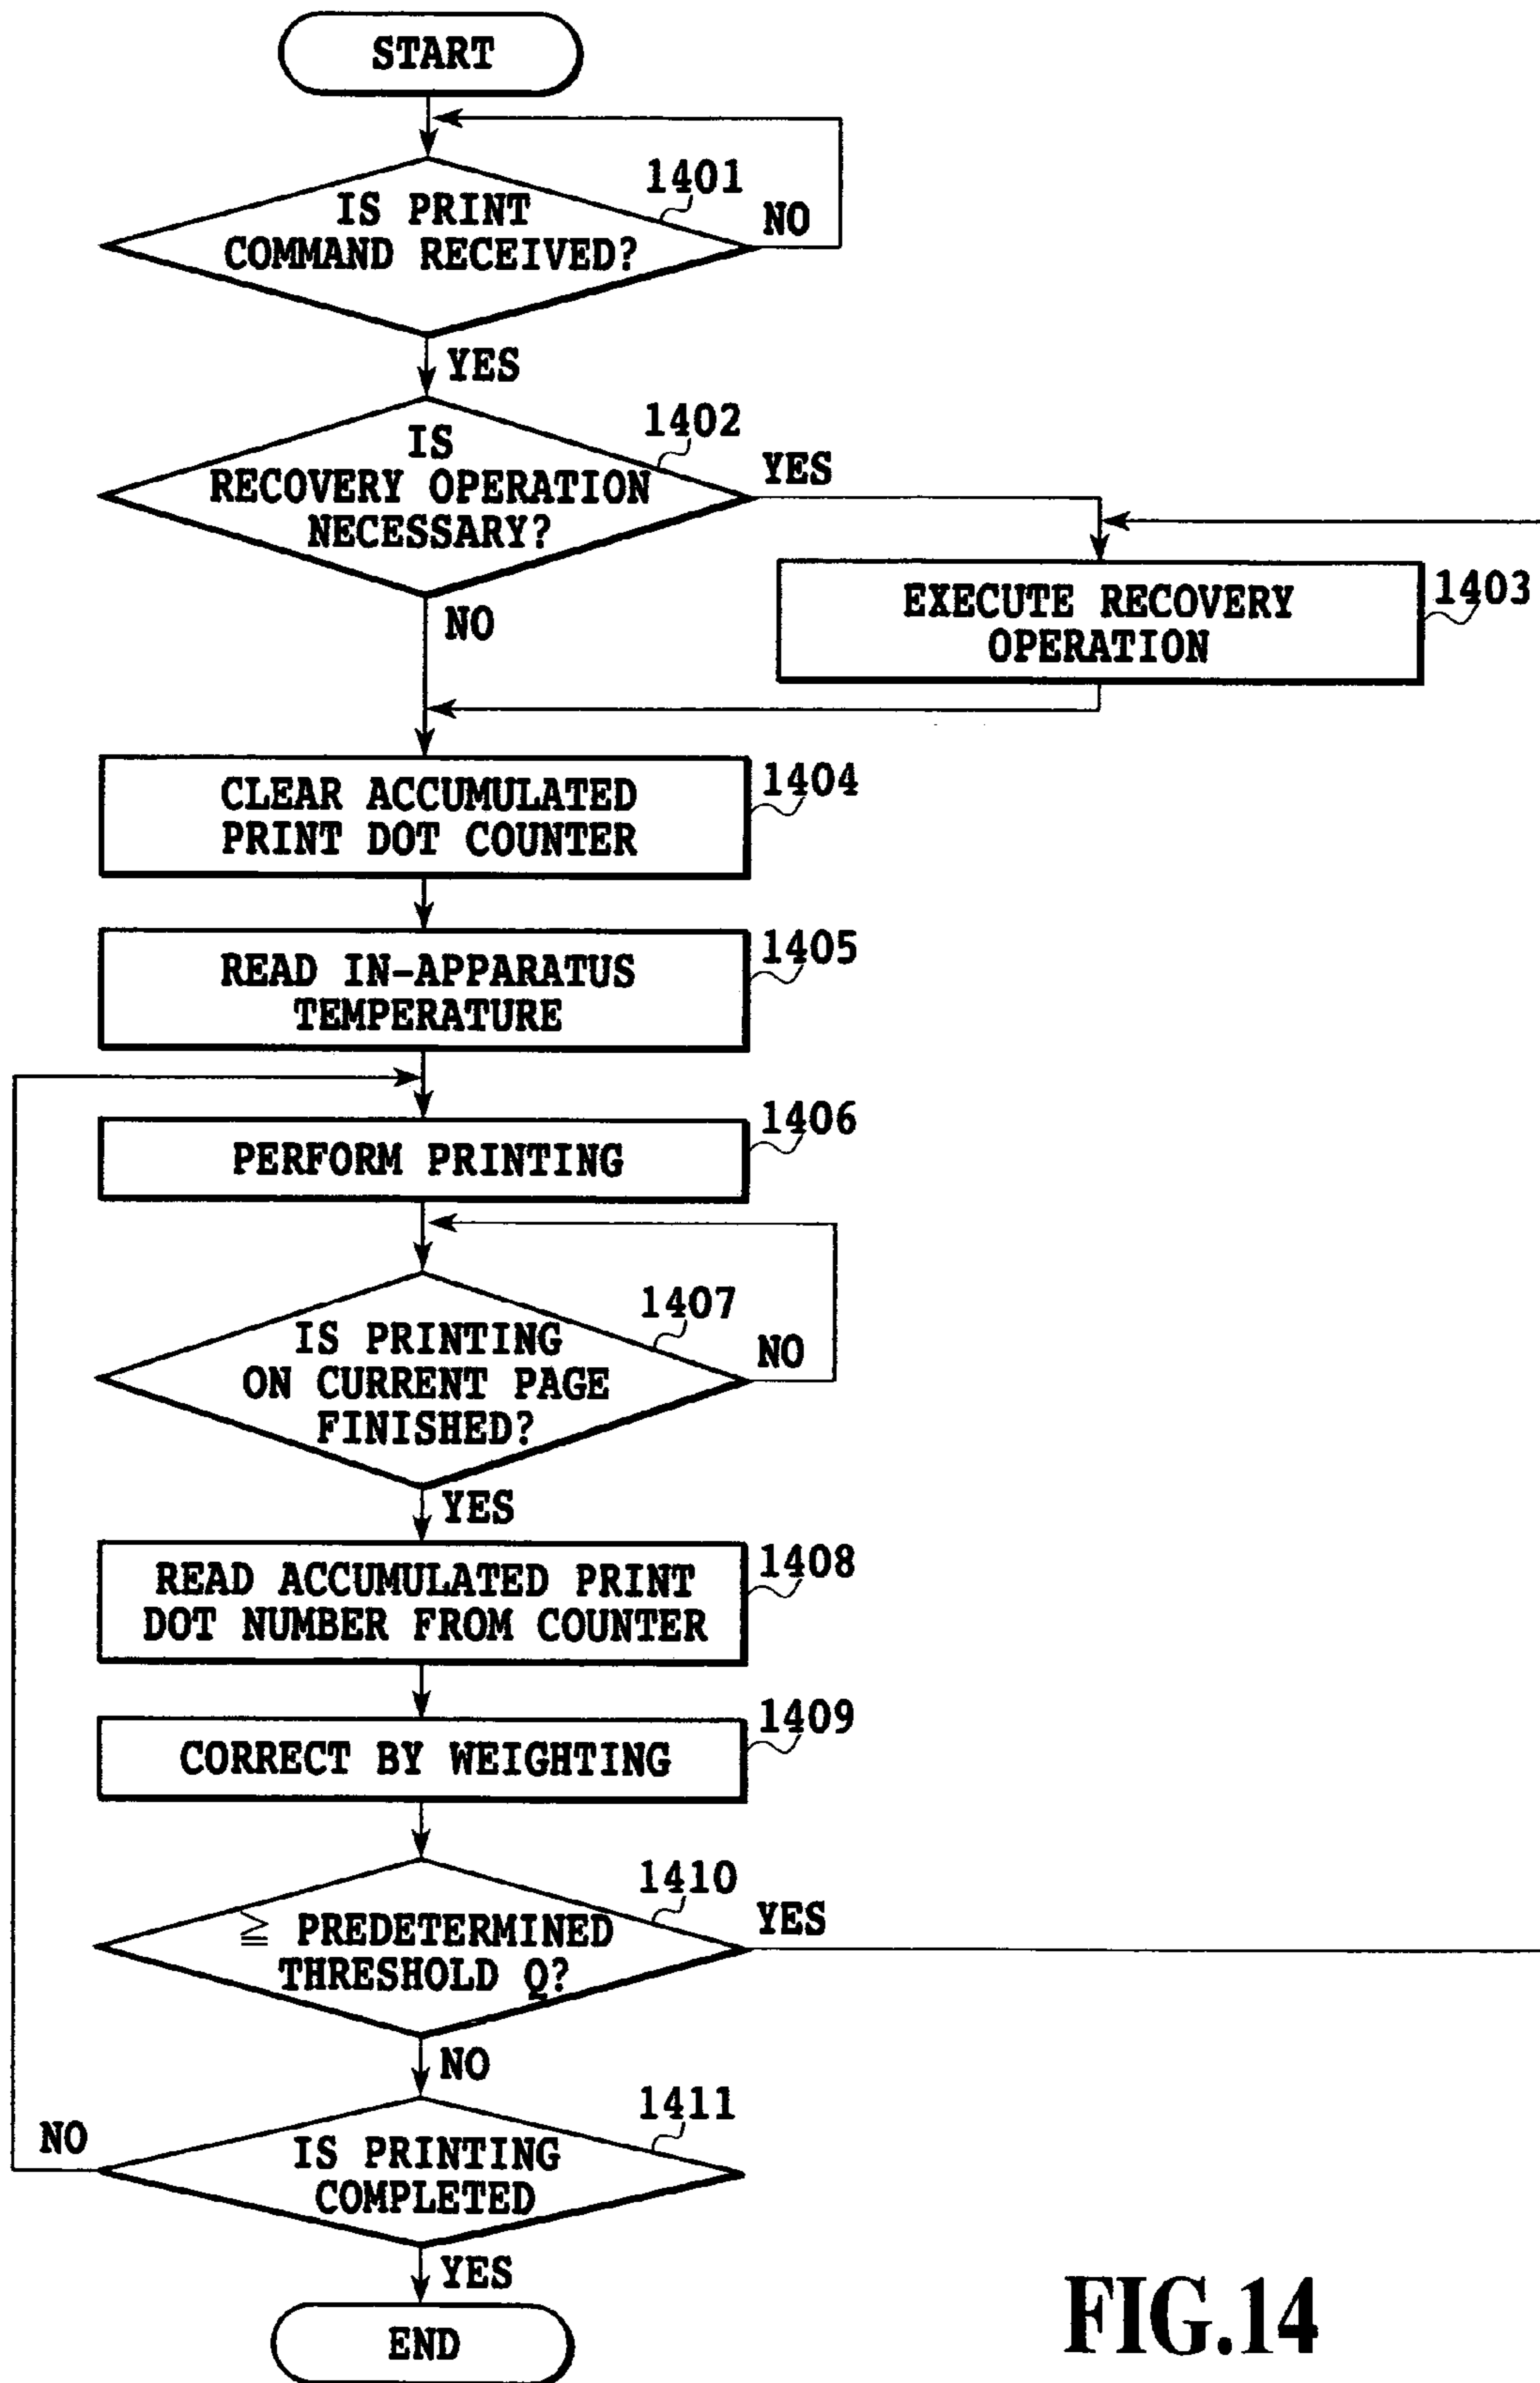 START
1401
IS PRINT
COMMAND RECEIVED?
NO
YES
1402
IS
RECOVERY OPERATION
NECESSARY?
YES
NO
1403
EXECUTE RECOVERY
OPERATION
1404
CLEAR ACCUMULATED
PRINT DOT COUNTER
1405
READ IN-APPARATUS
TEMPERATURE
1406
PERFORM PRINTING
1407
IS PRINTING
ON CURRENT PAGE
FINISHED?
NO
YES
1408
READ ACCUMULATED PRINT
DOT NUMBER FROM COUNTER
1409
CORRECT BY WEIGHTING
1410
≧ PREDETERMINED
THRESHOLD Q?
YES
NO
1411
IS PRINTING
COMPLETED
NO
YES
END
FIG.14